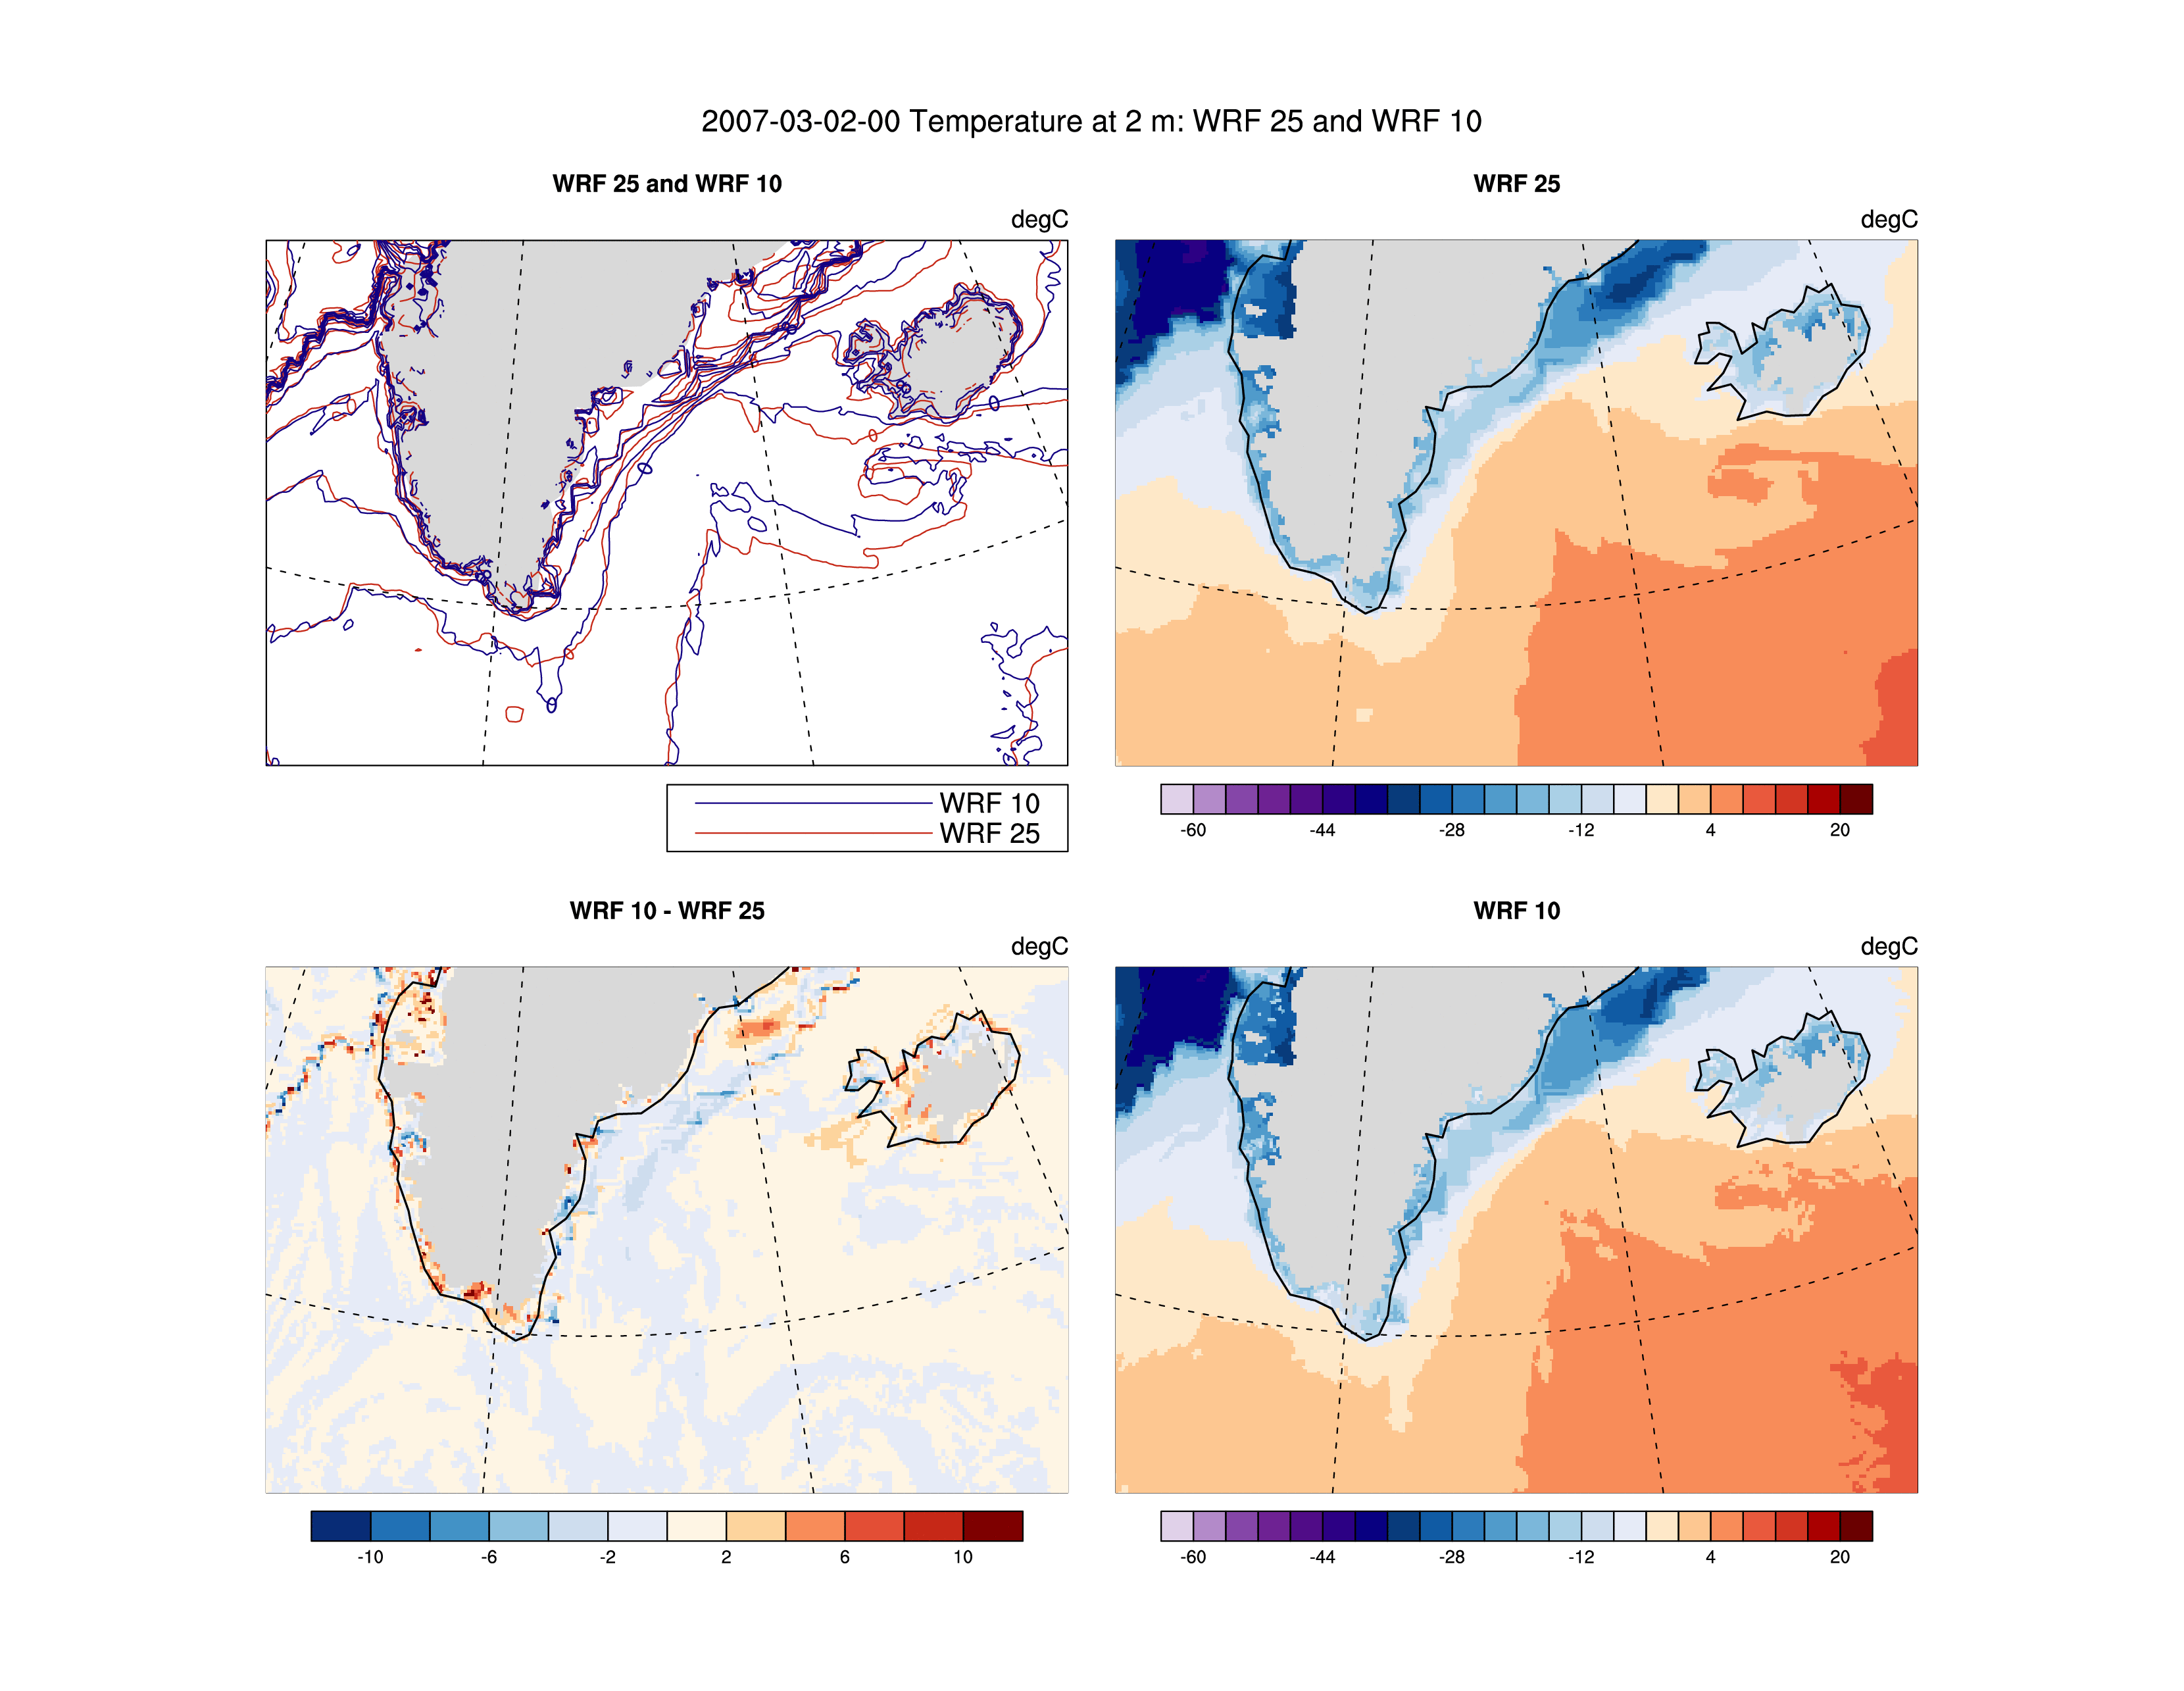 2007-03-02-00 Temperature at 2 m: WRF 25 and WRF 10
WRF 25 and WRF 10
degC
WRF 10
WRF 25
WRF 25
degC
-60 -44 -28 -12 4 20
WRF 10 - WRF 25
degC
-10 -6 -2 2 6 10
WRF 10
degC
-60 -44 -28 -12 4 20